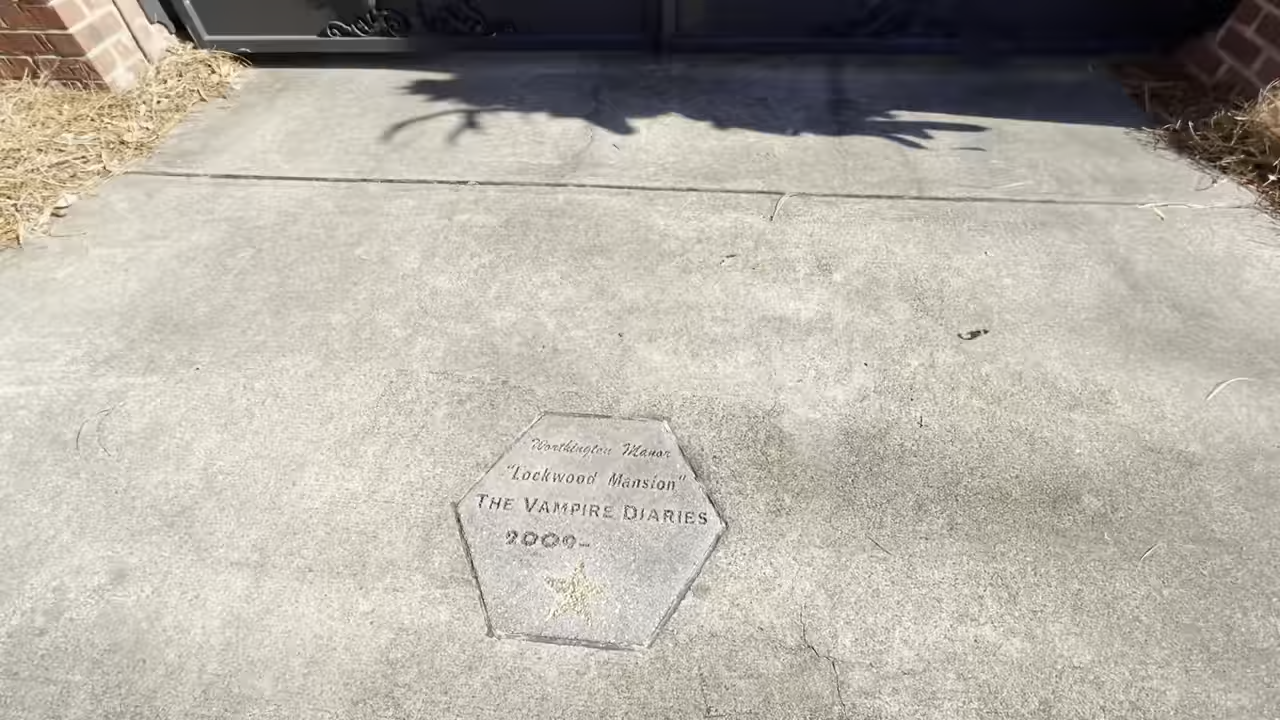 Worthington Manor
"Lockwood Mansion"
THE VAMPIRE DIARIES
2009-